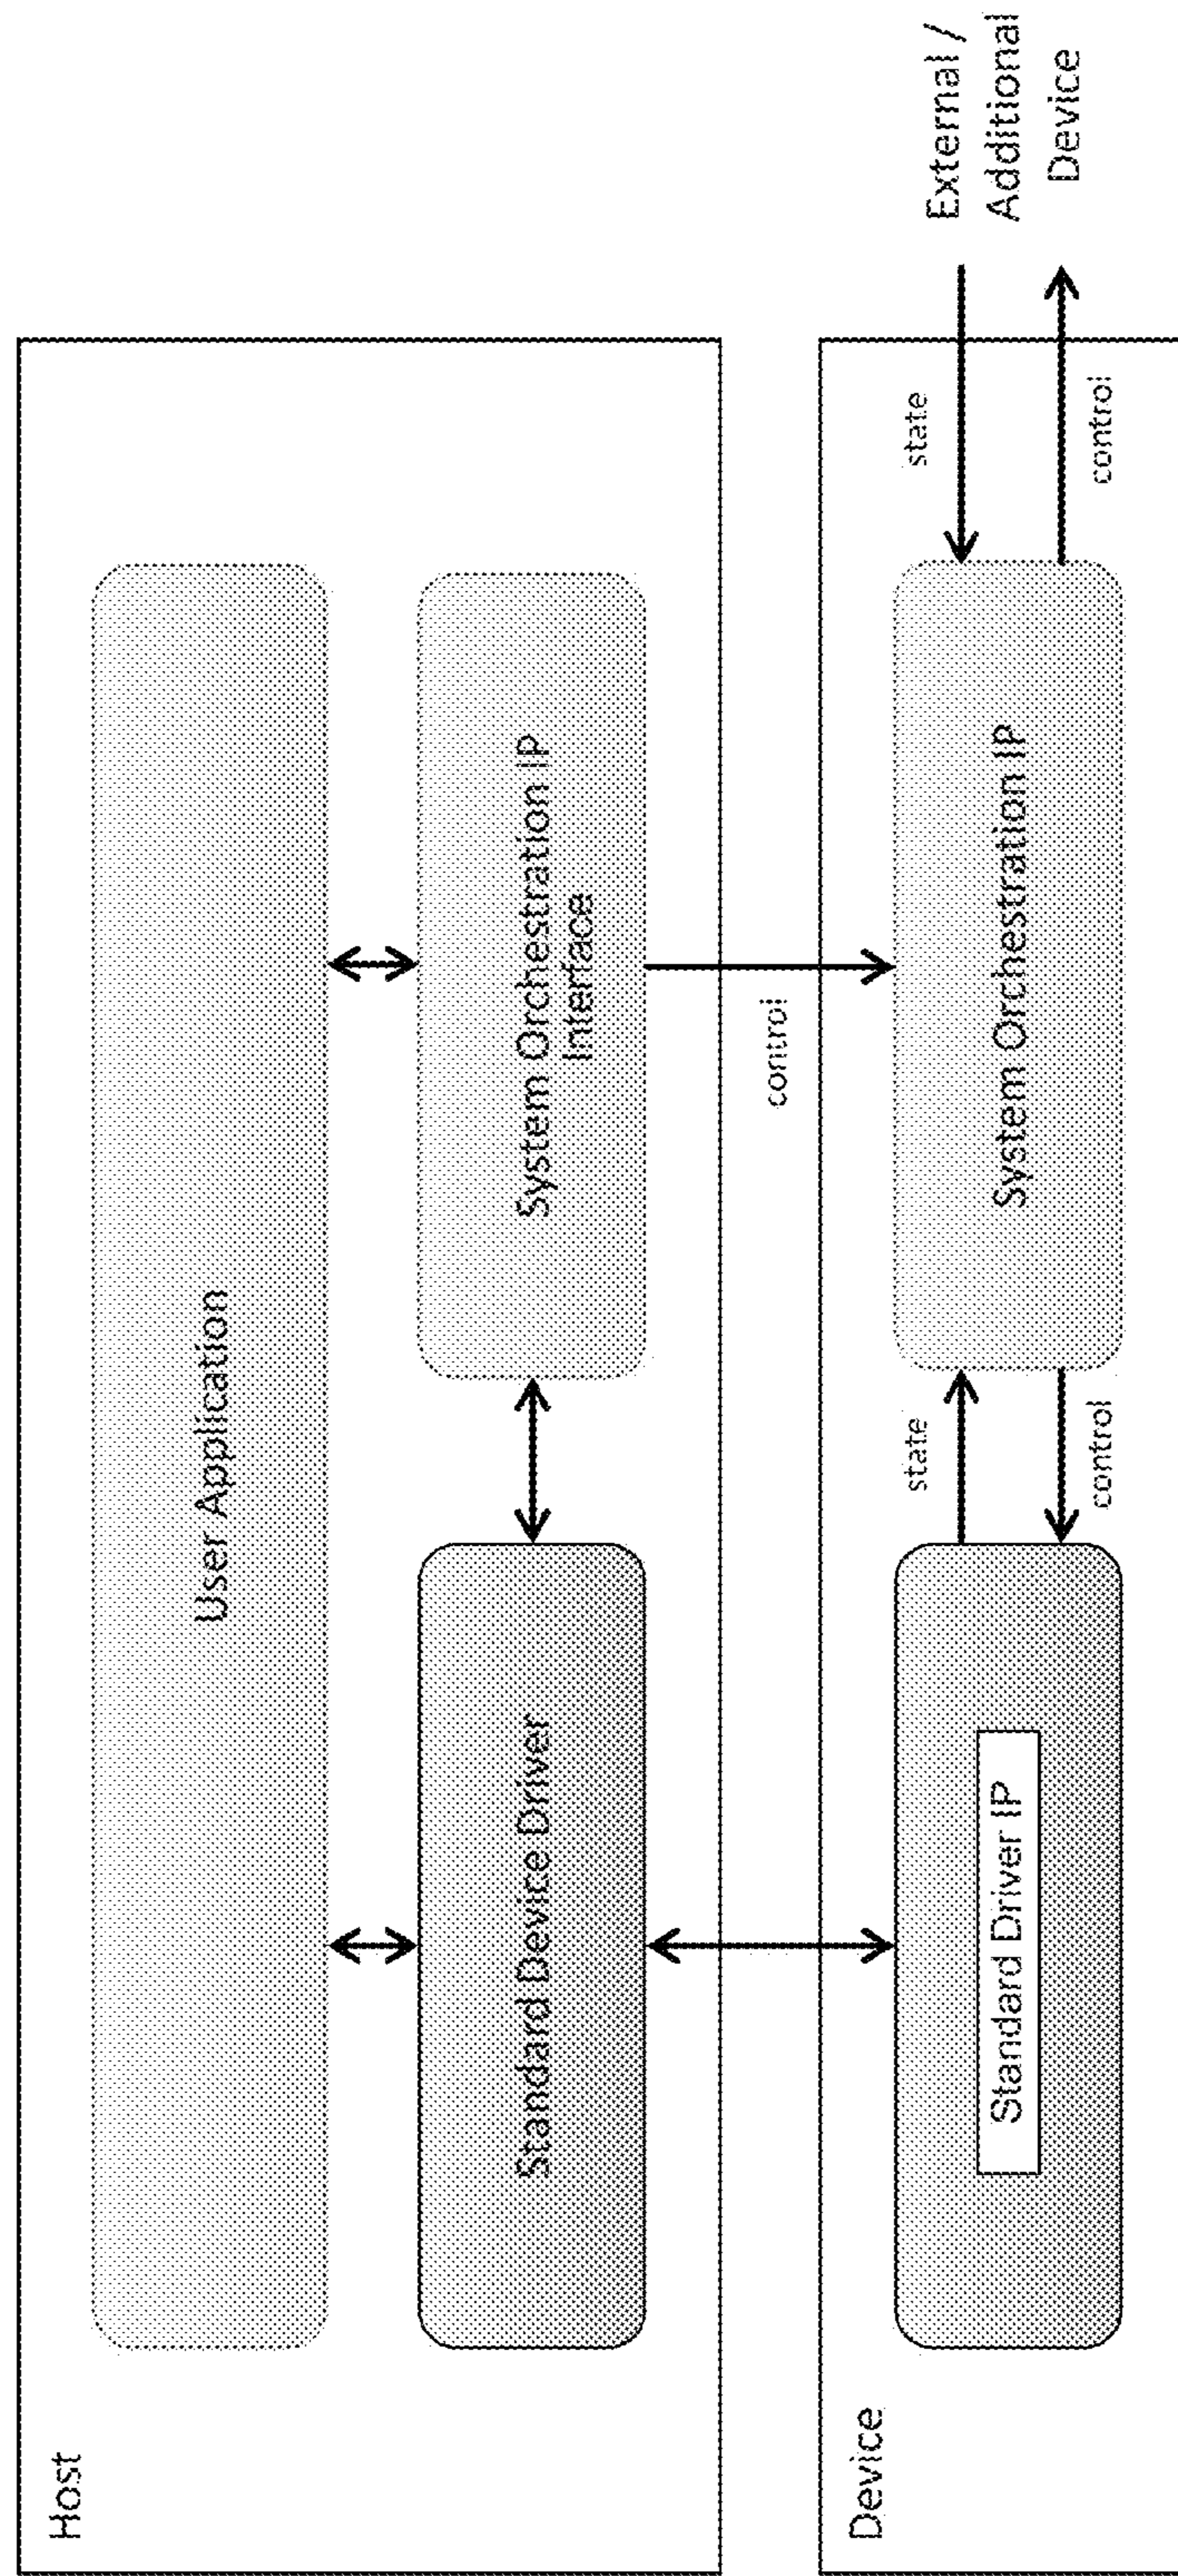 Host
User Application
Standard Device Driver
System Orchestration IP
Interface
control
Device
Standard Driver IP
state
control
System Orchestration IP
state
control
External /
Additional
Device